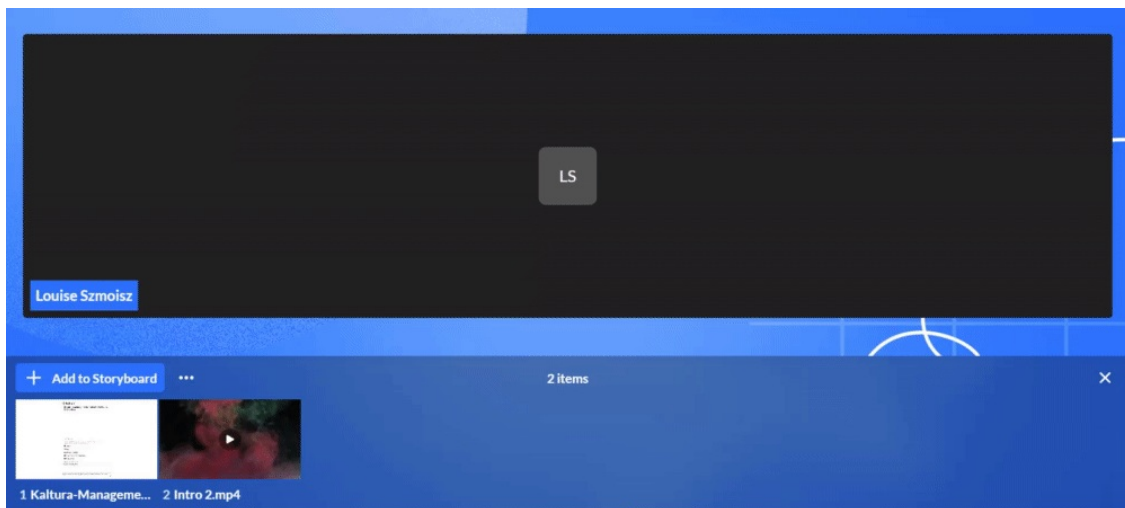 LS
Louise Szmoisz
+ Add to Storyboard ...
2 items
1 Kaltura-Manageme...
2 Intro 2.mp4